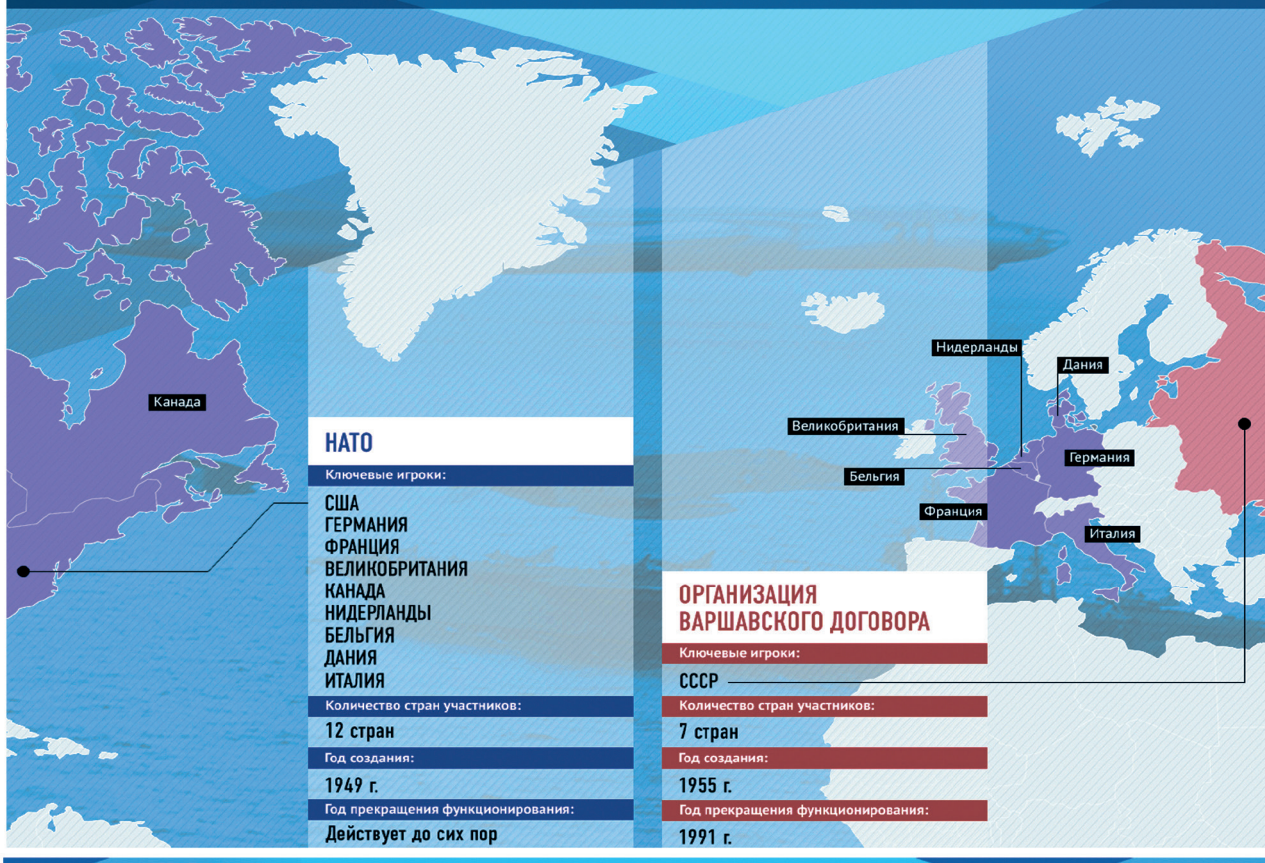 Канада
Нидерланды
Дания
Великобритания
Германия
Бельгия
Франция
Италия
НАТО
Ключевые игроки:
США
ГЕРМАНИЯ
ФРАНЦИЯ
ВЕЛИКОБРИТАНИЯ
КАНАДА
НИДЕРЛАНДЫ
БЕЛЬГИЯ
ДАНИЯ
ИТАЛИЯ
Количество стран участников:
12 стран
Год создания:
1949 г.
Год прекращения функционирования:
Действует до сих пор
ОРГАНИЗАЦИЯ
ВАРШАВСКОГО ДОГОВОРА
Ключевые игроки:
СССР
Количество стран участников:
7 стран
Год создания:
1955 г.
Год прекращения функционирования:
1991 г.